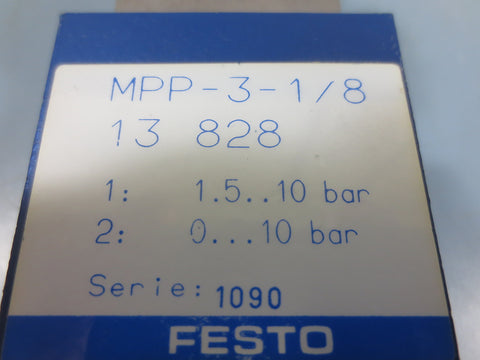 MPP-3-1/8
13 828
1: 1.5..10 bar
2: 0...10 bar
Serie: 1090
FESTO